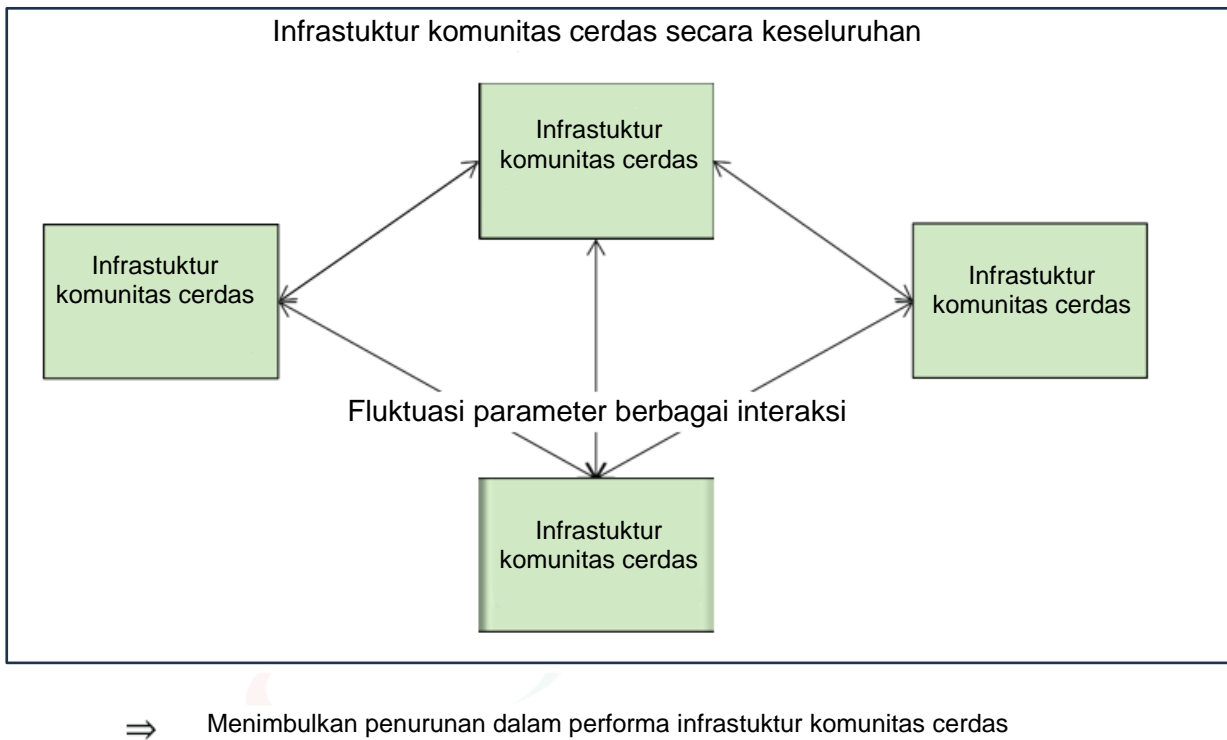 Infrastuktur komunitas cerdas secara keseluruhan
Infrastuktur
komunitas cerdas
Infrastuktur
komunitas cerdas
Infrastuktur
komunitas cerdas
Fluktuasi parameter berbagai interaksi
Infrastuktur
komunitas cerdas
⇒ Menimbulkan penurunan dalam performa infrastuktur komunitas cerdas